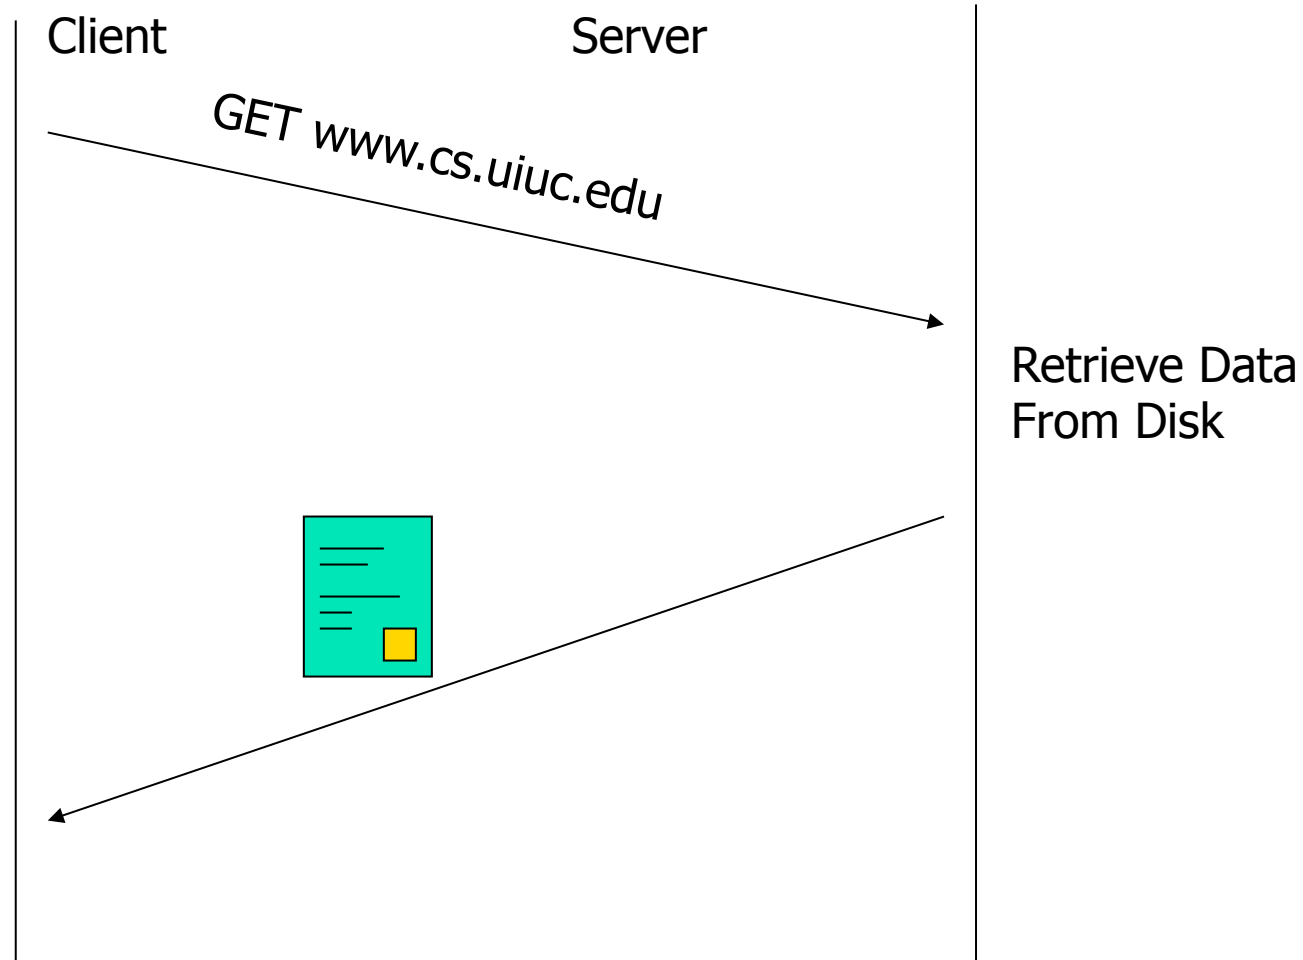 Client
Server
GET www.cs.uiuc.edu
Retrieve Data
From Disk